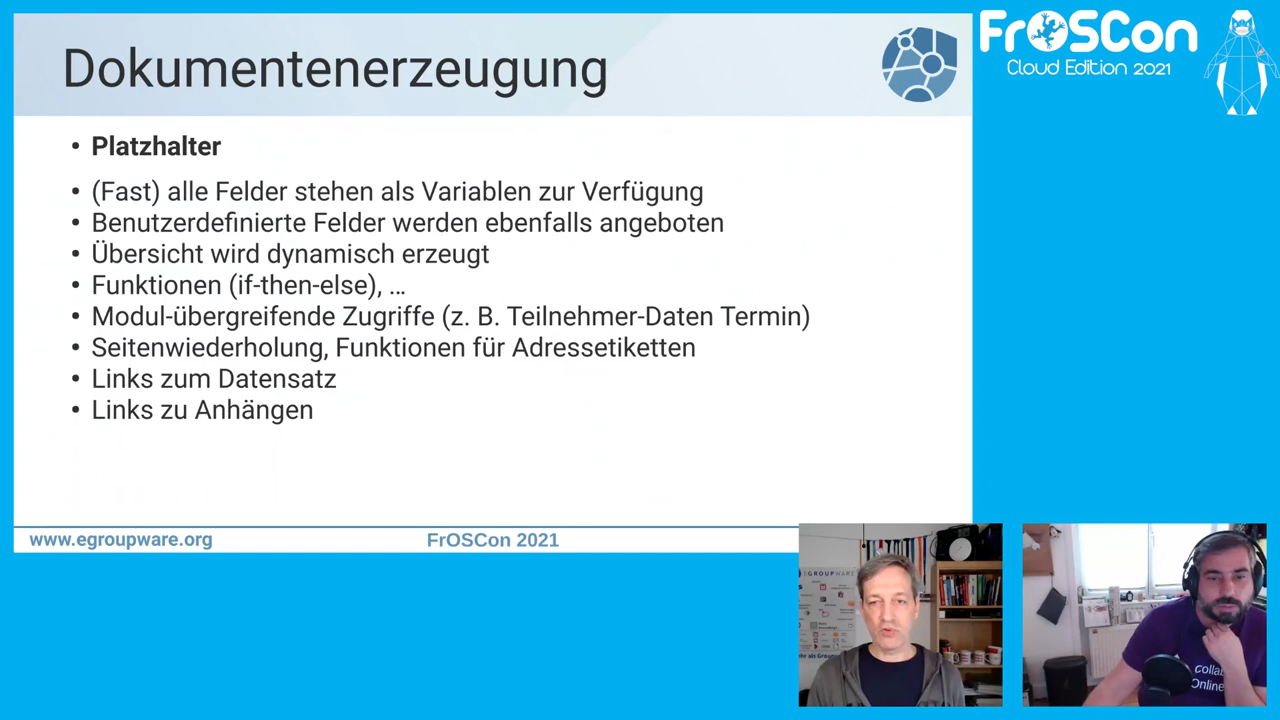 Dokumentenerzeugung
FrOSCon
Cloud Edition 2021
• Platzhalter
• (Fast) alle Felder stehen als Variablen zur Verfügung
• Benutzerdefinierte Felder werden ebenfalls angeboten
• Übersicht wird dynamisch erzeugt
• Funktionen (if-then-else), …
• Modul-übergreifende Zugriffe (z. B. Teilnehmer-Daten Termin)
• Seitenwiederholung, Funktionen für Adressetiketten
• Links zum Datensatz
• Links zu Anhängen
www.egroupware.org
FrOSCon 2021
GROUPWARE
Online